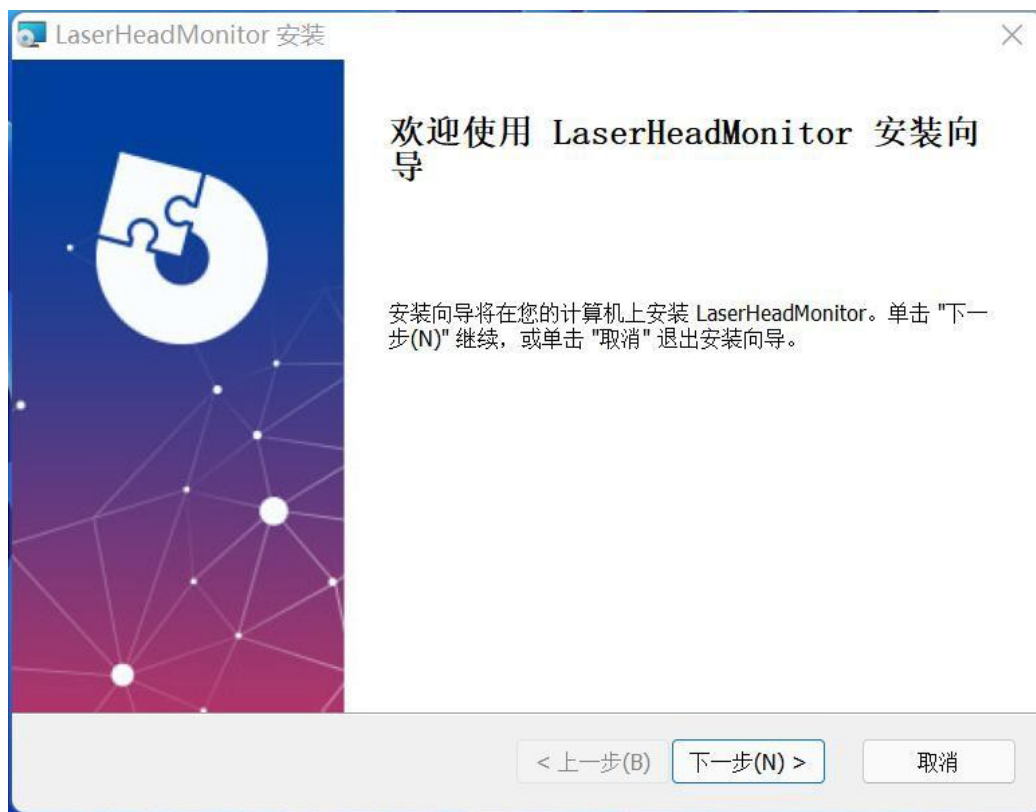 LaserHeadMonitor 安装
欢迎使用 LaserHeadMonitor 安装向
导
安装向导将在您的计算机上安装 LaserHeadMonitor。单击 "下一
步(N)" 继续，或单击 "取消" 退出安装向导。
< 上一步(B) 下一步(N) > 取消